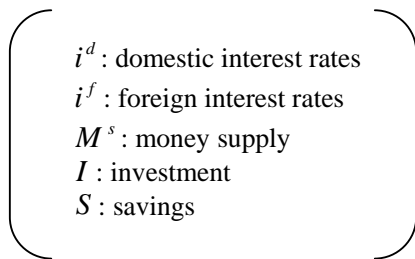 i^d : domestic interest rates
i^f : foreign interest rates
M^s : money supply
I : investment
S : savings